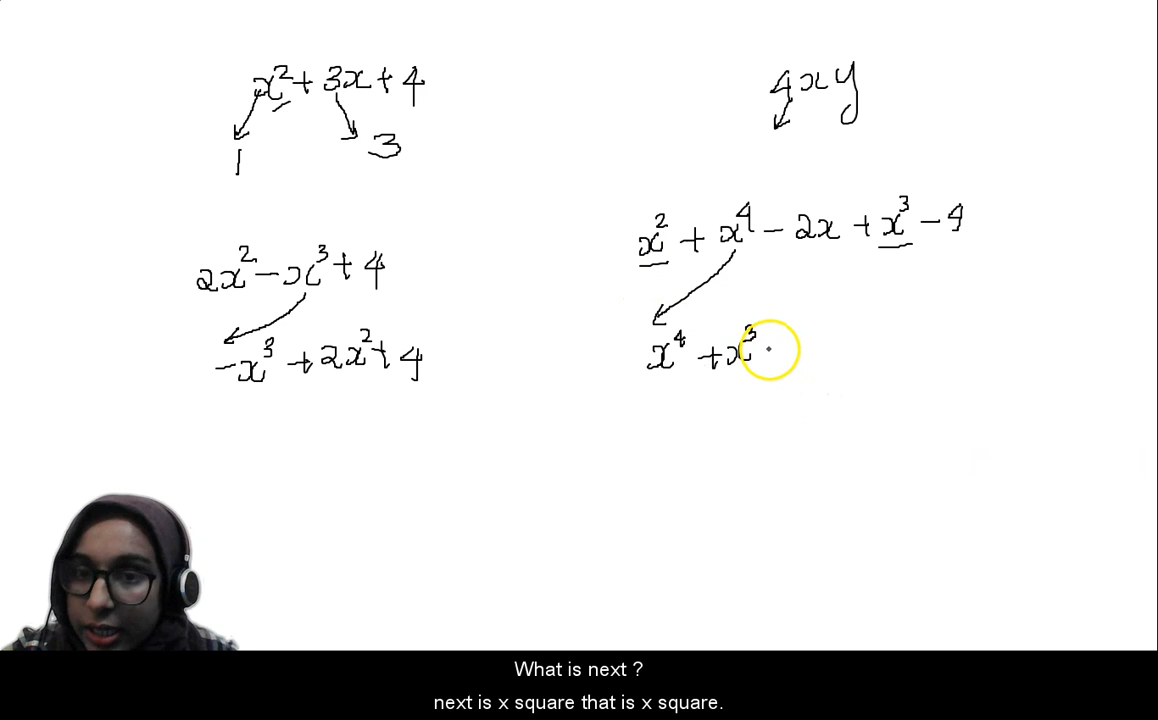 x² + 3x + 4
1
3
4xy
2x² - x³ + 4
-x³ + 2x² + 4
x² + x⁴ - 2x + x³ - 4
x⁴ + x³
What is next ?
next is x square that is x square.